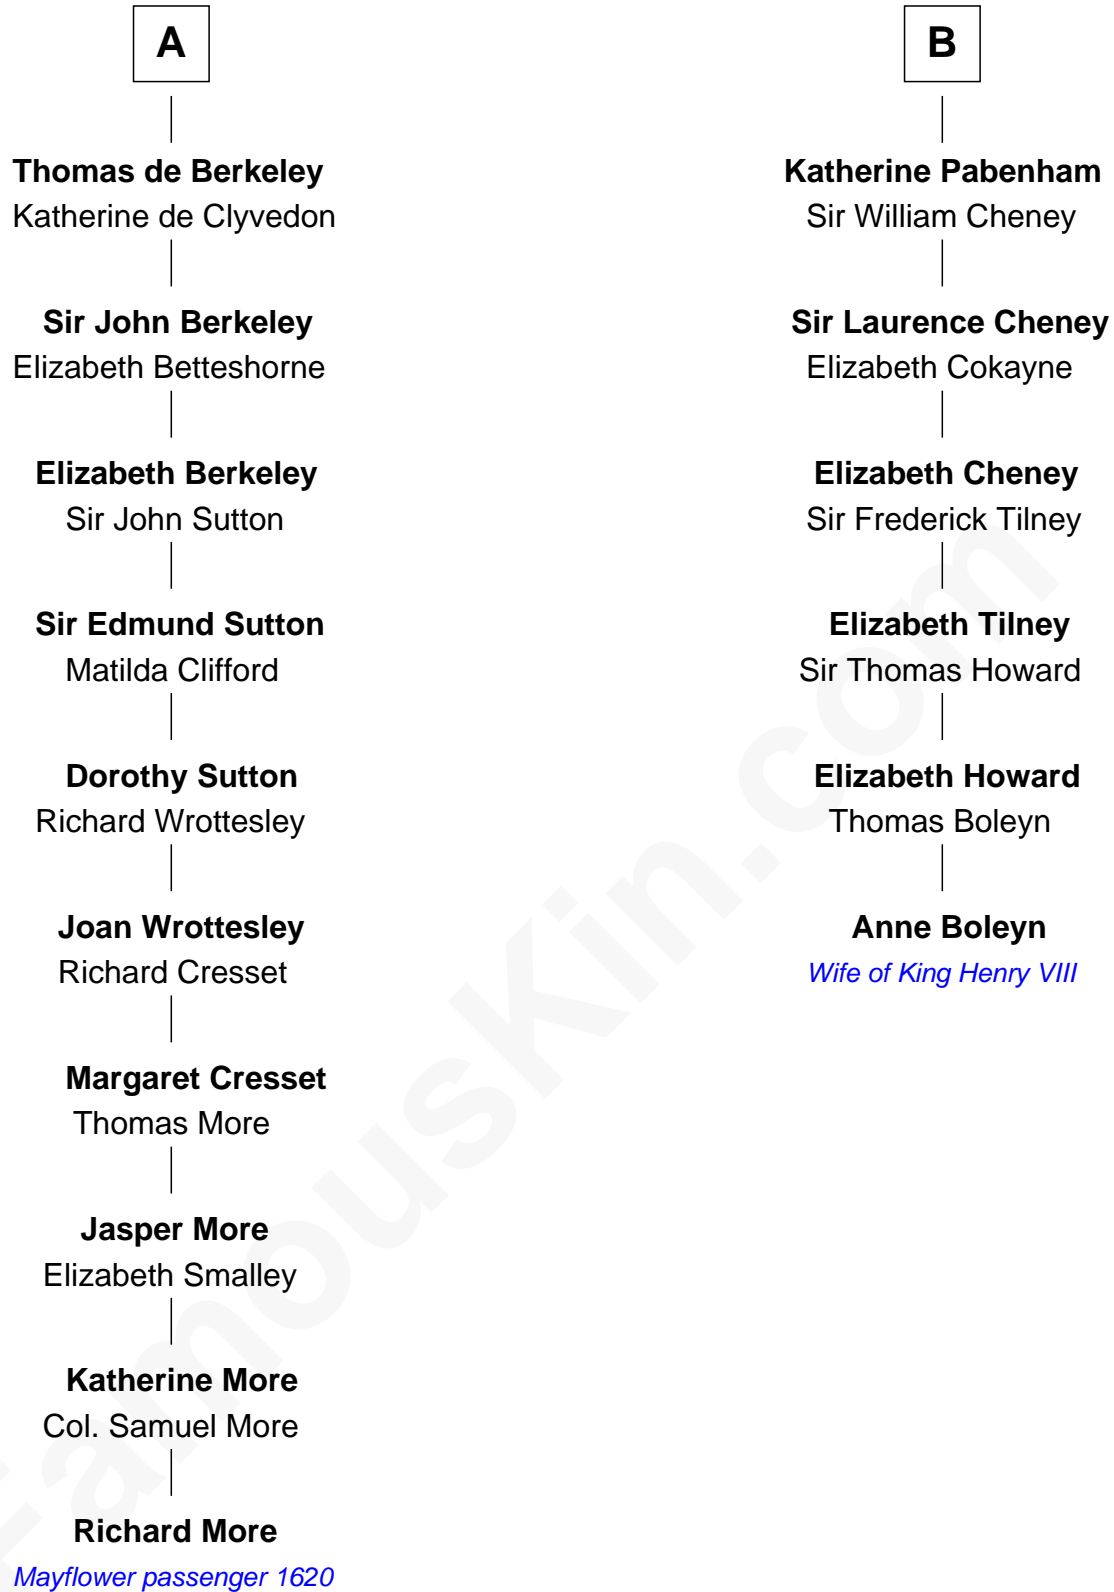 A
Thomas de Berkeley
Katherine de Clyvedon
Sir John Berkeley
Elizabeth Betteshorne
Elizabeth Berkeley
Sir John Sutton
Sir Edmund Sutton
Matilda Clifford
Dorothy Sutton
Richard Wrottesley
Joan Wrottesley
Richard Cresset
Margaret Cresset
Thomas More
Jasper More
Elizabeth Smalley
Katherine More
Col. Samuel More
Richard More
Mayflower passenger 1620
B
Katherine Pabenham
Sir William Cheney
Sir Laurence Cheney
Elizabeth Cokayne
Elizabeth Cheney
Sir Frederick Tilney
Elizabeth Tilney
Sir Thomas Howard
Elizabeth Howard
Thomas Boleyn
Anne Boleyn
Wife of King Henry VIII
FamousKin.com